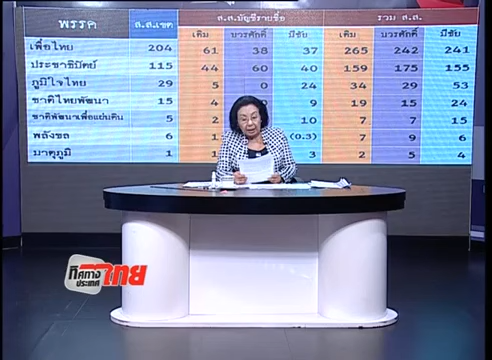 พรรค ส.ส.เขต ส.ส.บัญชีรายชื่อ รวม ส.ส.
เดิม บวรศักดิ์ มีชัย เดิม บวรศักดิ์ มีชัย
เพื่อไทย 204 61 38 37 265 242 241
ประชาธิปัตย์ 115 44 60 40 159 175 155
ภูมิใจไทย 29 5 0 24 34 29 53
ชาติไทยพัฒนา 15 4 9 19 15 24
ชาติพัฒนาเพื่อแผ่นดิน 5 2 10 7 7 15
พลังชล 6 1 (0.3) 7 9 6
มาตุภูมิ 1 1 3 2 5 4
ทิศทาง
ประเทศ
ไทย